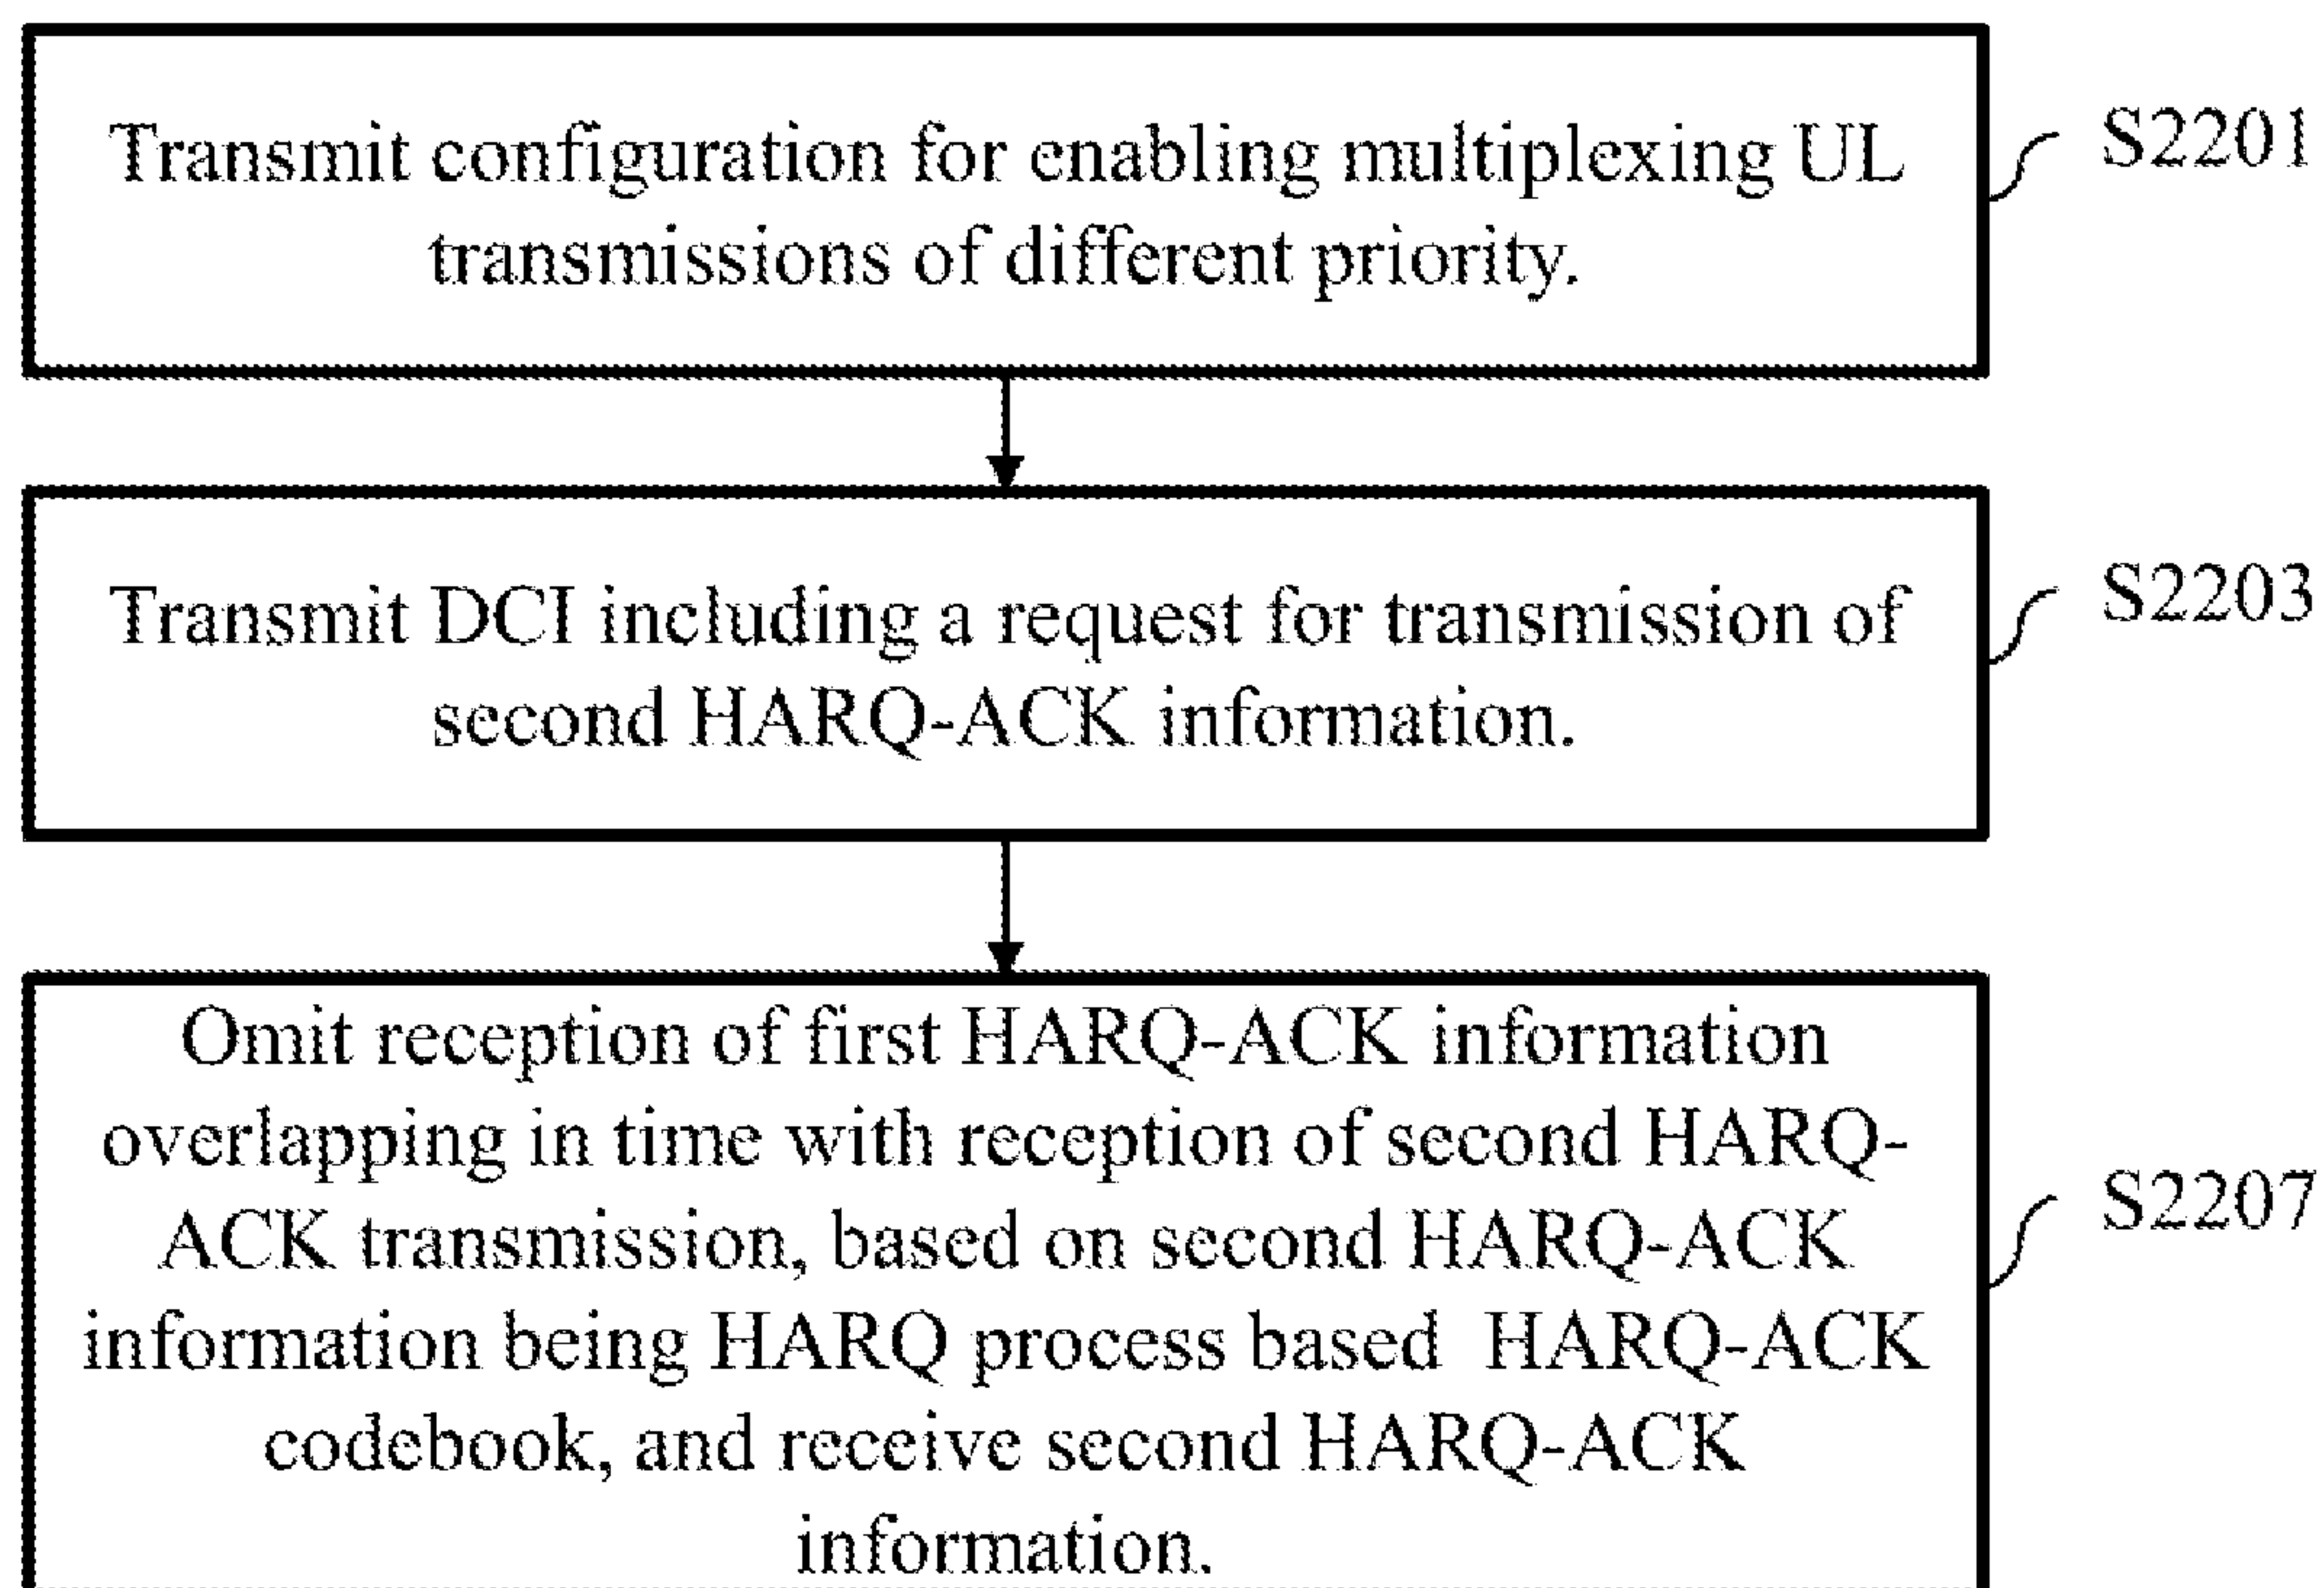 Transmit configuration for enabling multiplexing UL
transmissions of different priority.
S2201
Transmit DCI including a request for transmission of
second HARQ-ACK information.
S2203
Omit reception of first HARQ-ACK information
overlapping in time with reception of second HARQ-
ACK transmission, based on second HARQ-ACK
information being HARQ process based HARQ-ACK
codebook, and receive second HARQ-ACK
information.
S2207